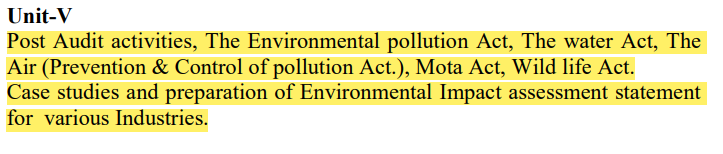 Unit-V
Post Audit activities, The Environmental pollution Act, The water Act, The
Air (Prevention & Control of pollution Act.), Mota Act, Wild life Act.
Case studies and preparation of Environmental Impact assessment statement
for various Industries.